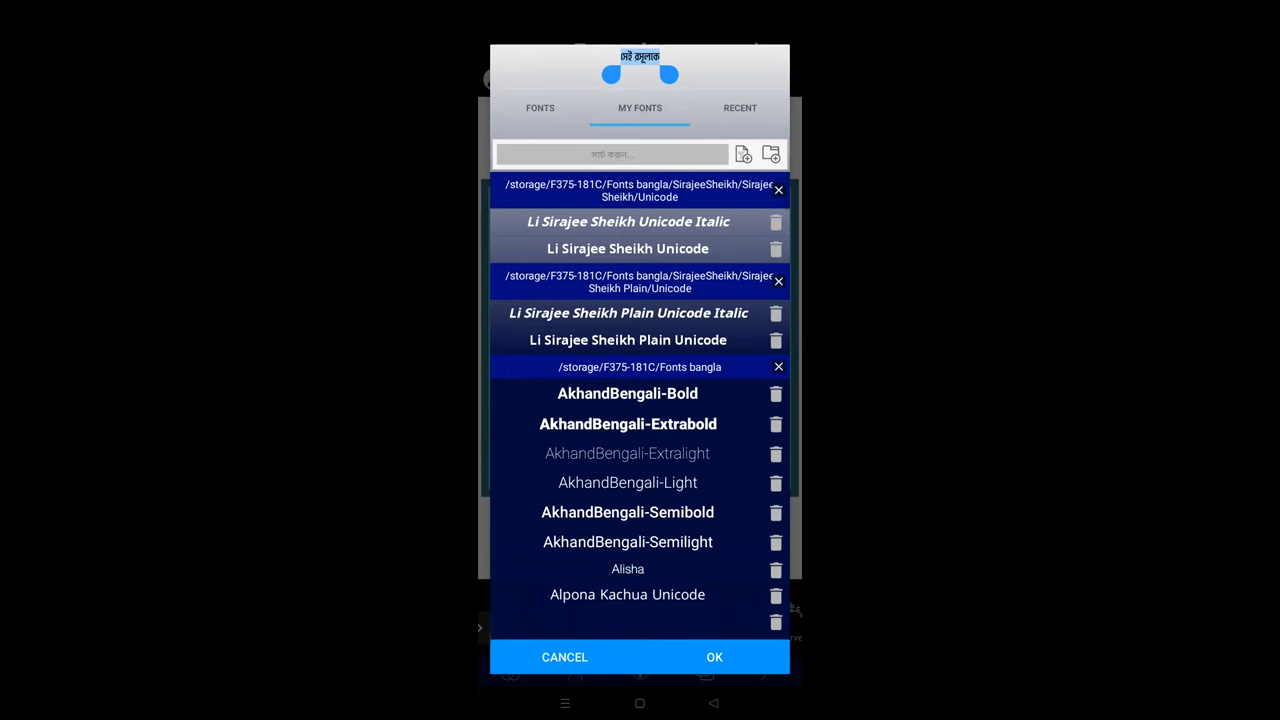 সেই রসূলকে
FONTS
MY FONTS
RECENT
সার্চ করুন...
/storage/F375-181C/Fonts bangla/SirajeeSheikh/Sirajee
Sheikh/Unicode
Li Sirajee Sheikh Unicode Italic
Li Sirajee Sheikh Unicode
/storage/F375-181C/Fonts bangla/SirajeeSheikh/Sirajee
Sheikh Plain/Unicode
Li Sirajee Sheikh Plain Unicode Italic
Li Sirajee Sheikh Plain Unicode
/storage/F375-181C/Fonts bangla
AkhandBengali-Bold
AkhandBengali-Extrabold
AkhandBengali-Extralight
AkhandBengali-Light
AkhandBengali-Semibold
AkhandBengali-Semilight
Alisha
Alpona Kachua Unicode
CANCEL
OK